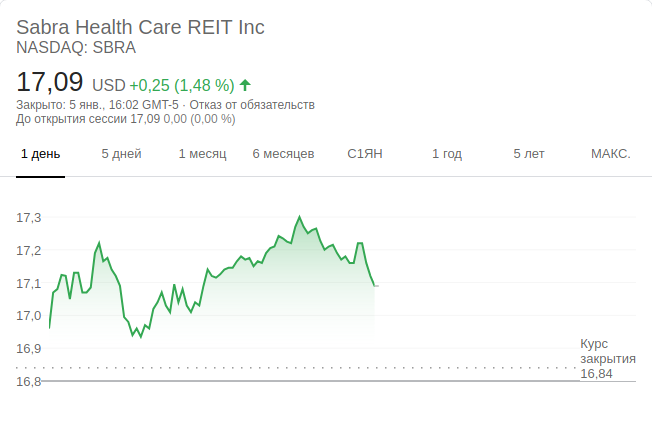 Sabra Health Care REIT Inc
NASDAQ: SBRA
17,09 USD +0,25 (1,48 %)
Закрыто: 5 янв., 16:02 GMT-5 · Отказ от обязательств
До открытия сессии 17,09 0,00 (0,00 %)
1 день 5 дней 1 месяц 6 месяцев С1ЯН 1 год 5 лет МАКС.
17,3
17,2
17,1
17,0
16,9
16,8
Курс
закрытия
16,84